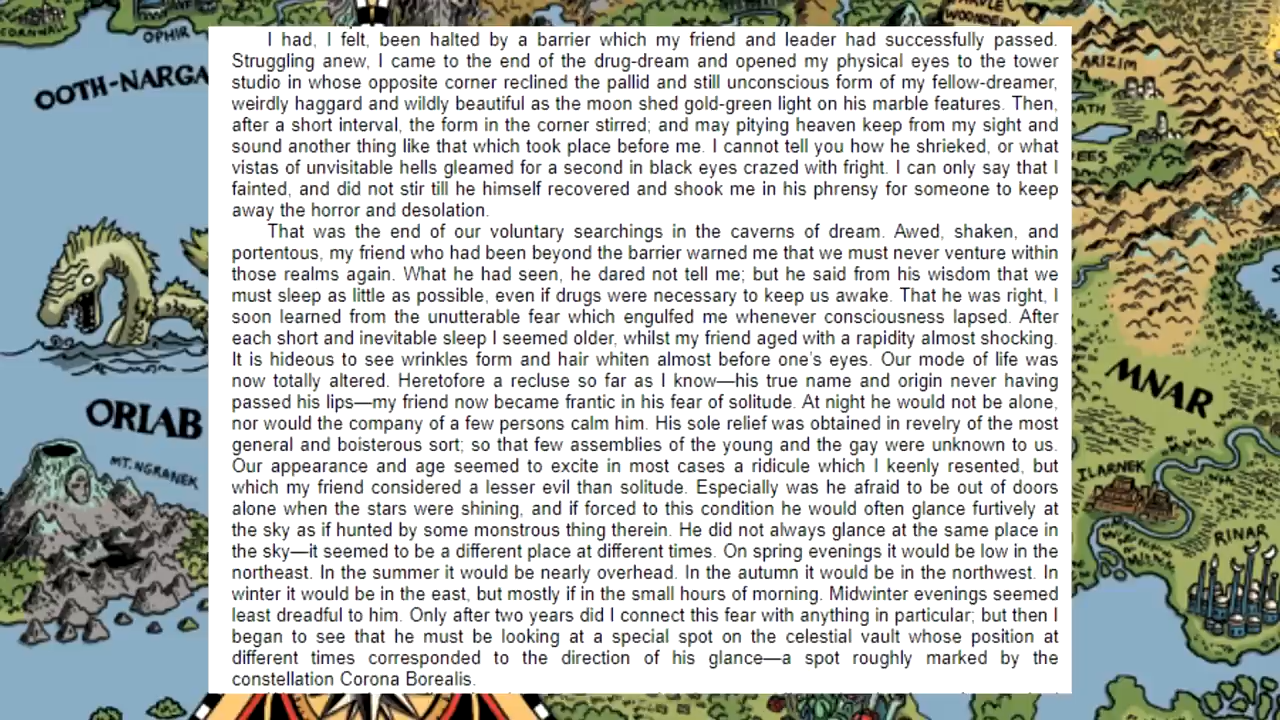 CORNWALL
OPHIR
OOTH-NARGA
ORIAB
MT. NGRANEK
I had, I felt, been halted by a barrier which my friend and leader had successfully passed.
Struggling anew, I came to the end of the drug-dream and opened my physical eyes to the tower
studio in whose opposite corner reclined the pallid and still unconscious form of my fellow-dreamer,
weirdly haggard and wildly beautiful as the moon shed gold-green light on his marble features. Then,
after a short interval, the form in the corner stirred; and may pitying heaven keep from my sight and
sound another thing like that which took place before me. I cannot tell you how he shrieked, or what
vistas of unvisitable hells gleamed for a second in black eyes crazed with fright. I can only say that I
fainted, and did not stir till he himself recovered and shook me in his phrensy for someone to keep
away the horror and desolation.
That was the end of our voluntary searchings in the caverns of dream. Awed, shaken, and
portentous, my friend who had been beyond the barrier warned me that we must never venture within
those realms again. What he had seen, he dared not tell me; but he said from his wisdom that we
must sleep as little as possible, even if drugs were necessary to keep us awake. That he was right, I
soon learned from the unutterable fear which engulfed me whenever consciousness lapsed. After
each short and inevitable sleep I seemed older, whilst my friend aged with a rapidity almost shocking.
It is hideous to see wrinkles form and hair whiten almost before one's eyes. Our mode of life was
now totally altered. Heretofore a recluse so far as I know—his true name and origin never having
passed his lips—my friend now became frantic in his fear of solitude. At night he would not be alone,
nor would the company of a few persons calm him. His sole relief was obtained in revelry of the most
general and boisterous sort; so that few assemblies of the young and the gay were unknown to us.
Our appearance and age seemed to excite in most cases a ridicule which I keenly resented, but
which my friend considered a lesser evil than solitude. Especially was he afraid to be out of doors
alone when the stars were shining, and if forced to this condition he would often glance furtively at
the sky as if hunted by some monstrous thing therein. He did not always glance at the same place in
the sky—it seemed to be a different place at different times. On spring evenings it would be low in the
northeast. In the summer it would be nearly overhead. In the autumn it would be in the northwest. In
winter it would be in the east, but mostly if in the small hours of morning. Midwinter evenings seemed
least dreadful to him. Only after two years did I connect this fear with anything in particular; but then I
began to see that he must be looking at a special spot on the celestial vault whose position at
different times corresponded to the direction of his glance—a spot roughly marked by the
constellation Corona Borealis.
ARIZIM
ATH
EES
MNAR
ILARNEK
RINAR